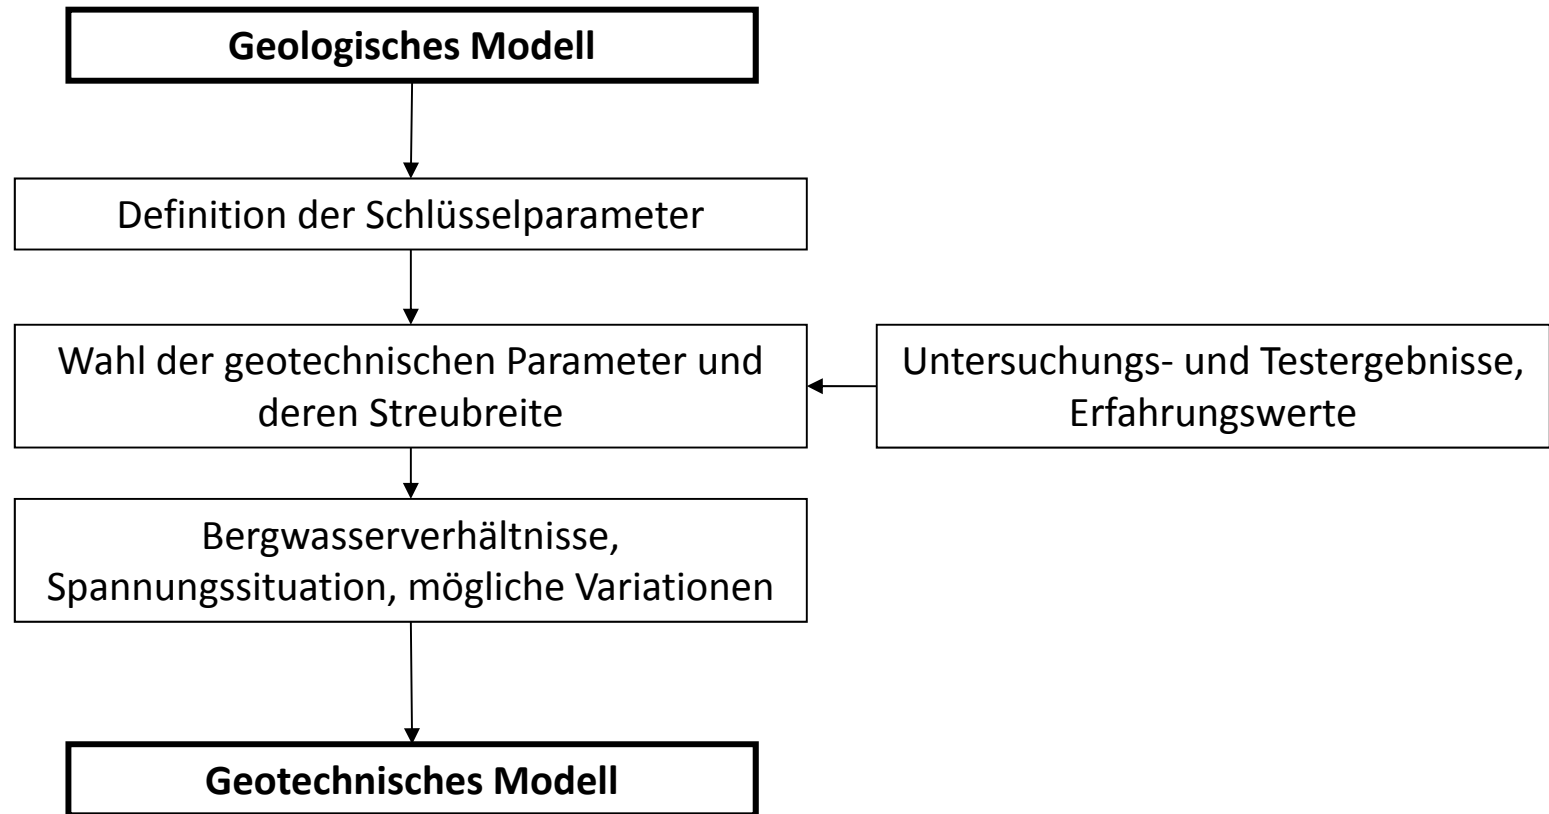 Geologisches Modell
Definition der Schlüsselparameter
Wahl der geotechnischen Parameter und
deren Streubreite
Untersuchungs- und Testergebnisse,
Erfahrungswerte
Bergwasserverhältnisse,
Spannungssituation, mögliche Variationen
Geotechnisches Modell